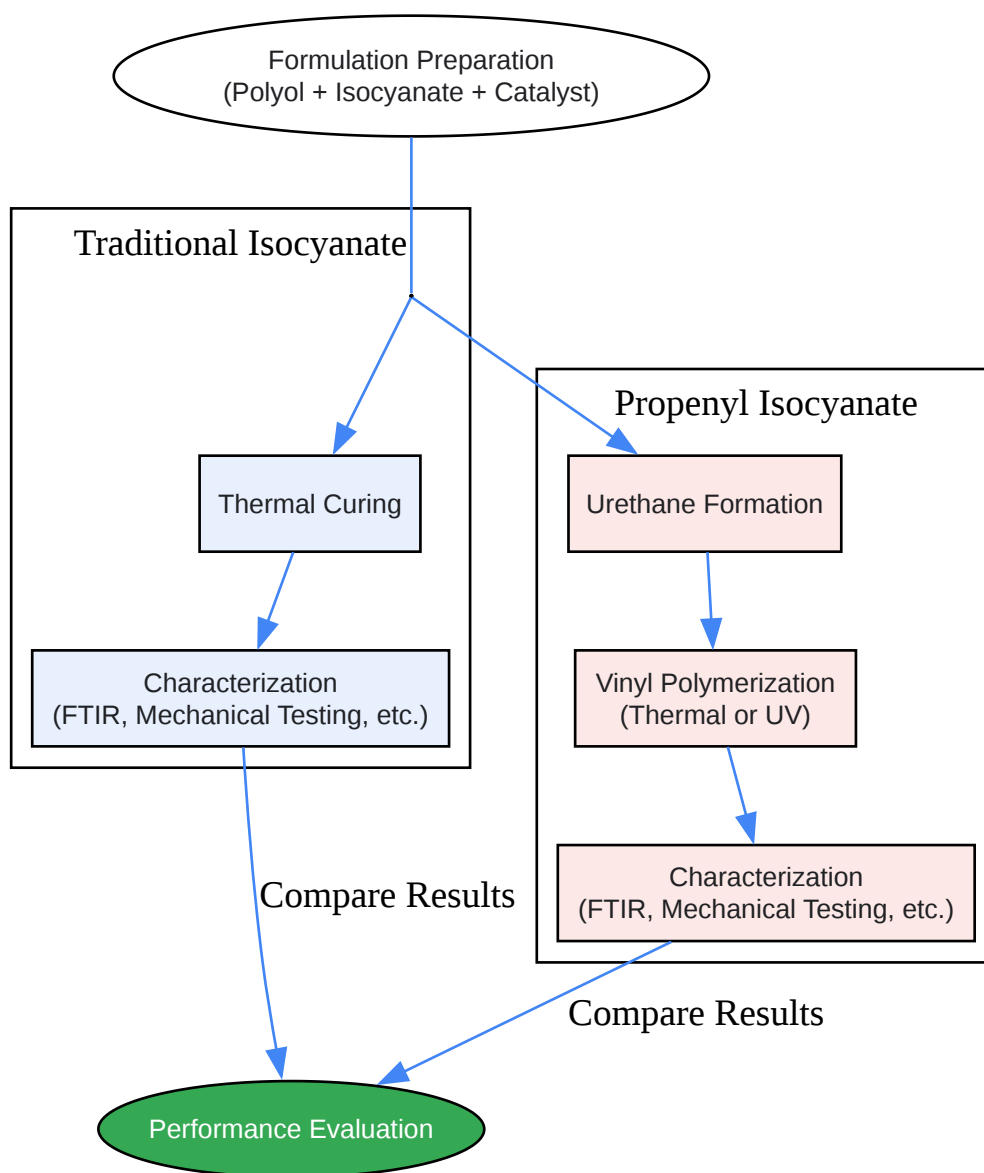 Formulation Preparation
(Polyol + Isocyanate + Catalyst)
Traditional Isocyanate
Propenyl Isocyanate
Thermal Curing
Urethane Formation
Characterization
(FTIR, Mechanical Testing, etc.)
Vinyl Polymerization
(Thermal or UV)
Characterization
(FTIR, Mechanical Testing, etc.)
Compare Results
Compare Results
Performance Evaluation